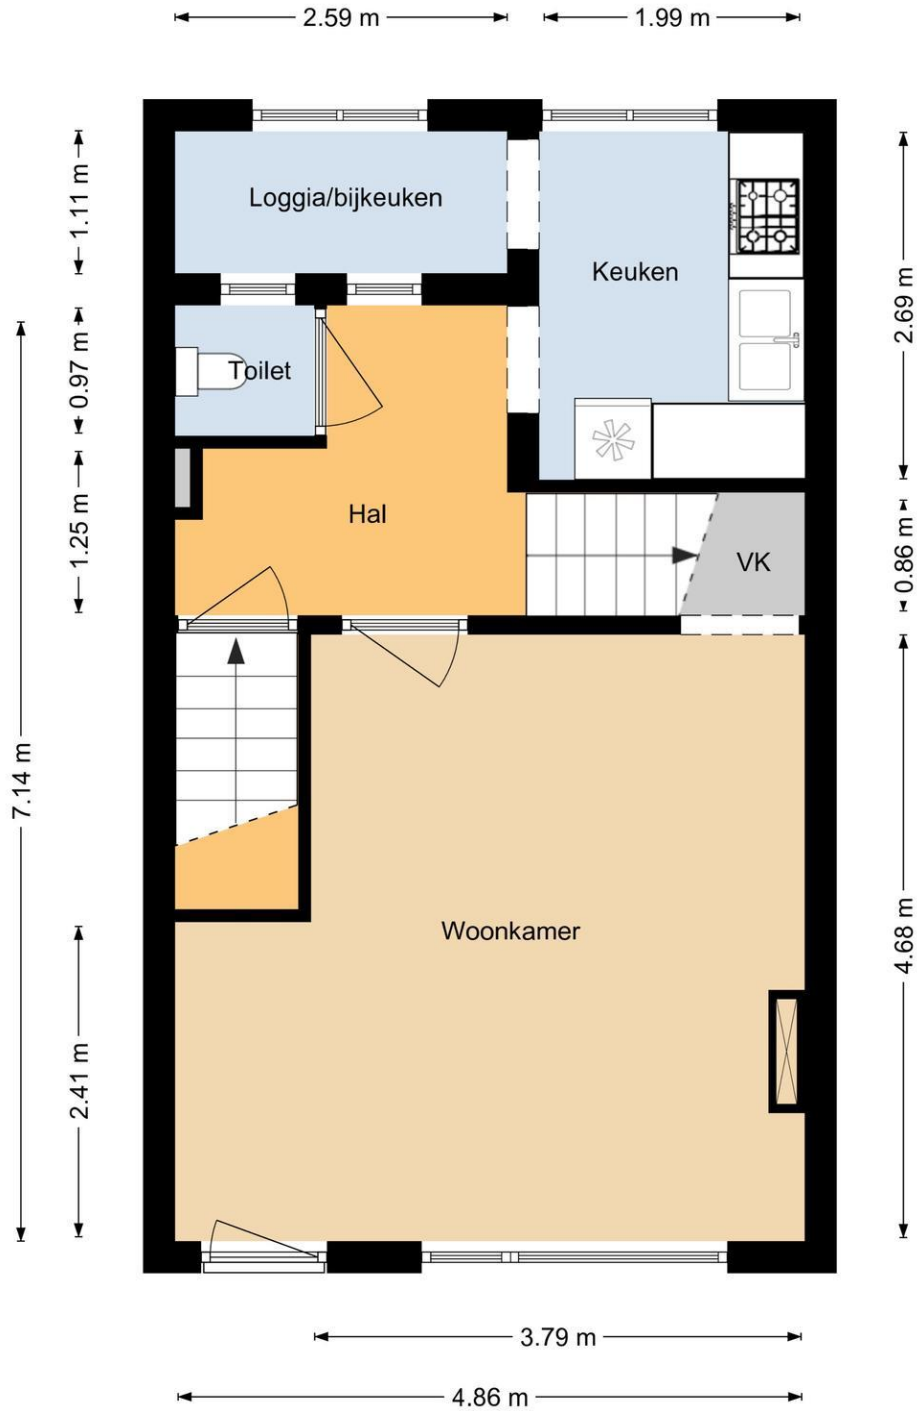 2.59 m
1.99 m
1.11 m
Loggia/bijkeuken
Keuken
2.69 m
0.97 m
Toilet
1.25 m
Hal
0.86 m
VK
7.14 m
Woonkamer
4.68 m
2.41 m
3.79 m
4.86 m